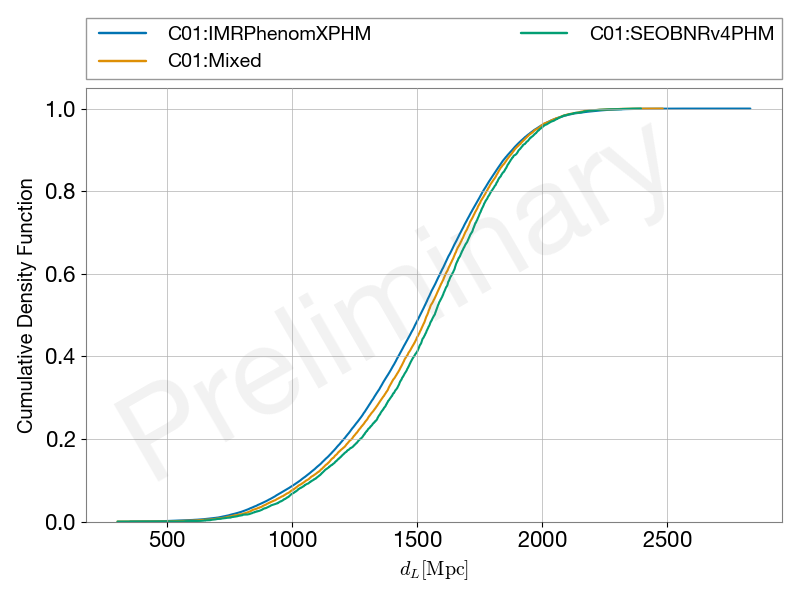 C01:IMRPhenomXPHM
C01:Mixed
C01:SEOBNRv4PHM
Cumulative Density Function
1.0
0.8
0.6
0.4
0.2
0.0
Preliminary
500
1000
1500
2000
2500
d_L[Mpc]